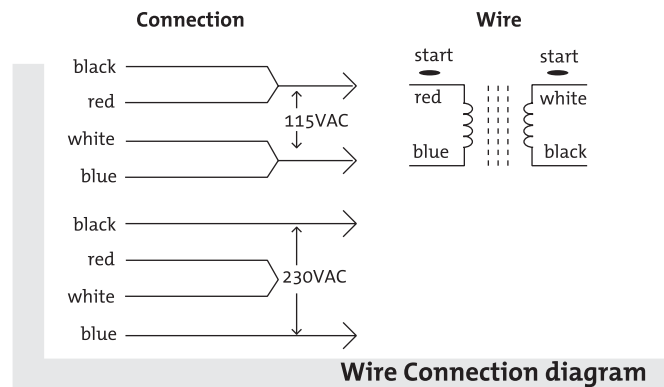 Connection
black
red
115VAC
white
blue
black
red
230VAC
white
blue
Wire
start start
red white
blue black
Wire Connection diagram